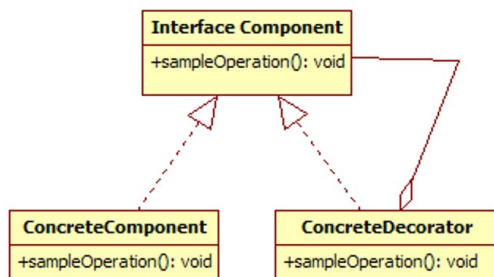 Interface Component
+sampleOperation(): void
ConcreteComponent
+sampleOperation(): void
ConcreteDecorator
+sampleOperation(): void